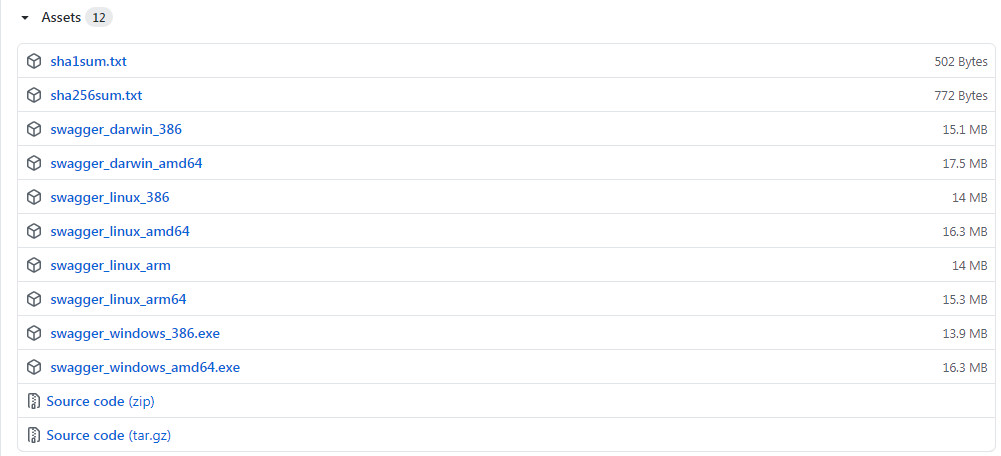 Assets 12
sha1sum.txt 502 Bytes
sha256sum.txt 772 Bytes
swagger_darwin_386 15.1 MB
swagger_darwin_amd64 17.5 MB
swagger_linux_386 14 MB
swagger_linux_amd64 16.3 MB
swagger_linux_arm 14 MB
swagger_linux_arm64 15.3 MB
swagger_windows_386.exe 13.9 MB
swagger_windows_amd64.exe 16.3 MB
Source code (zip)
Source code (tar.gz)